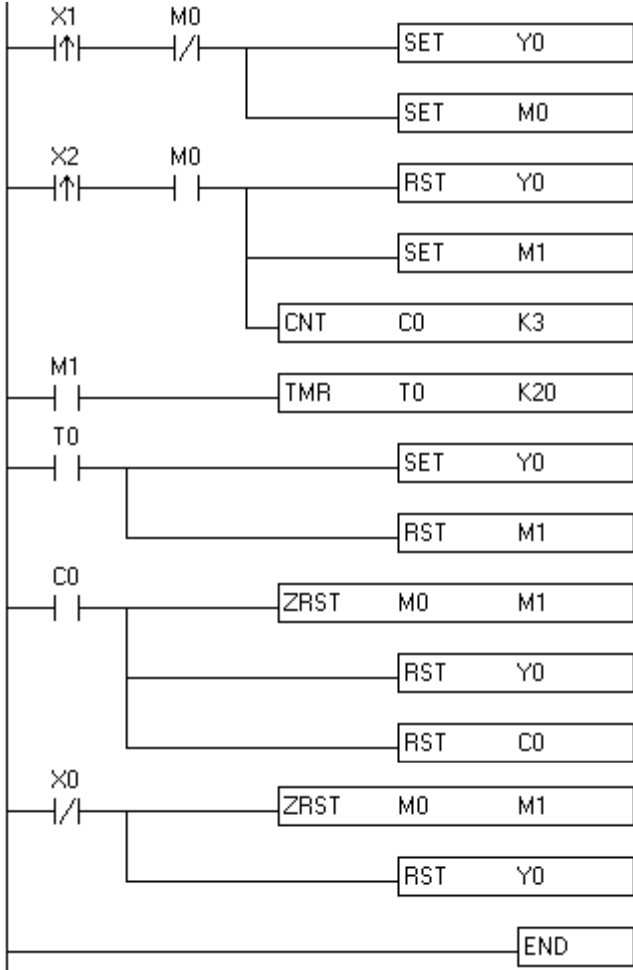 X1 M0
SET Y0
SET M0
X2 M0
RST Y0
SET M1
CNT C0 K3
M1
TMR T0 K20
T0
SET Y0
RST M1
C0
ZRST M0 M1
RST Y0
RST C0
X0
ZRST M0 M1
RST Y0
END